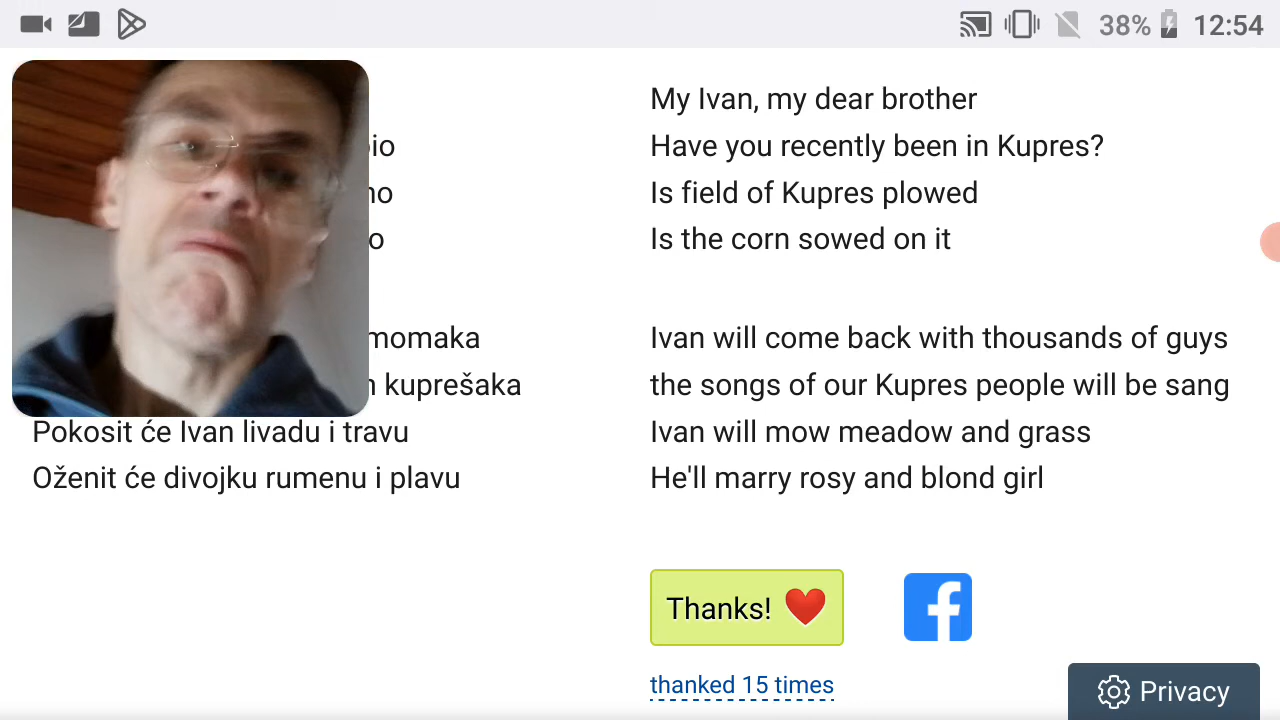 38% 12:54
My Ivan, my dear brother
Have you recently been in Kupres?
Is field of Kupres plowed
Is the corn sowed on it
momaka
kuprešaka
Pokosit će Ivan livadu i travu
Oženit će divojku rumenu i plavu
Ivan will come back with thousands of guys
the songs of our Kupres people will be sang
Ivan will mow meadow and grass
He'll marry rosy and blond girl
Thanks!
thanked 15 times
Privacy